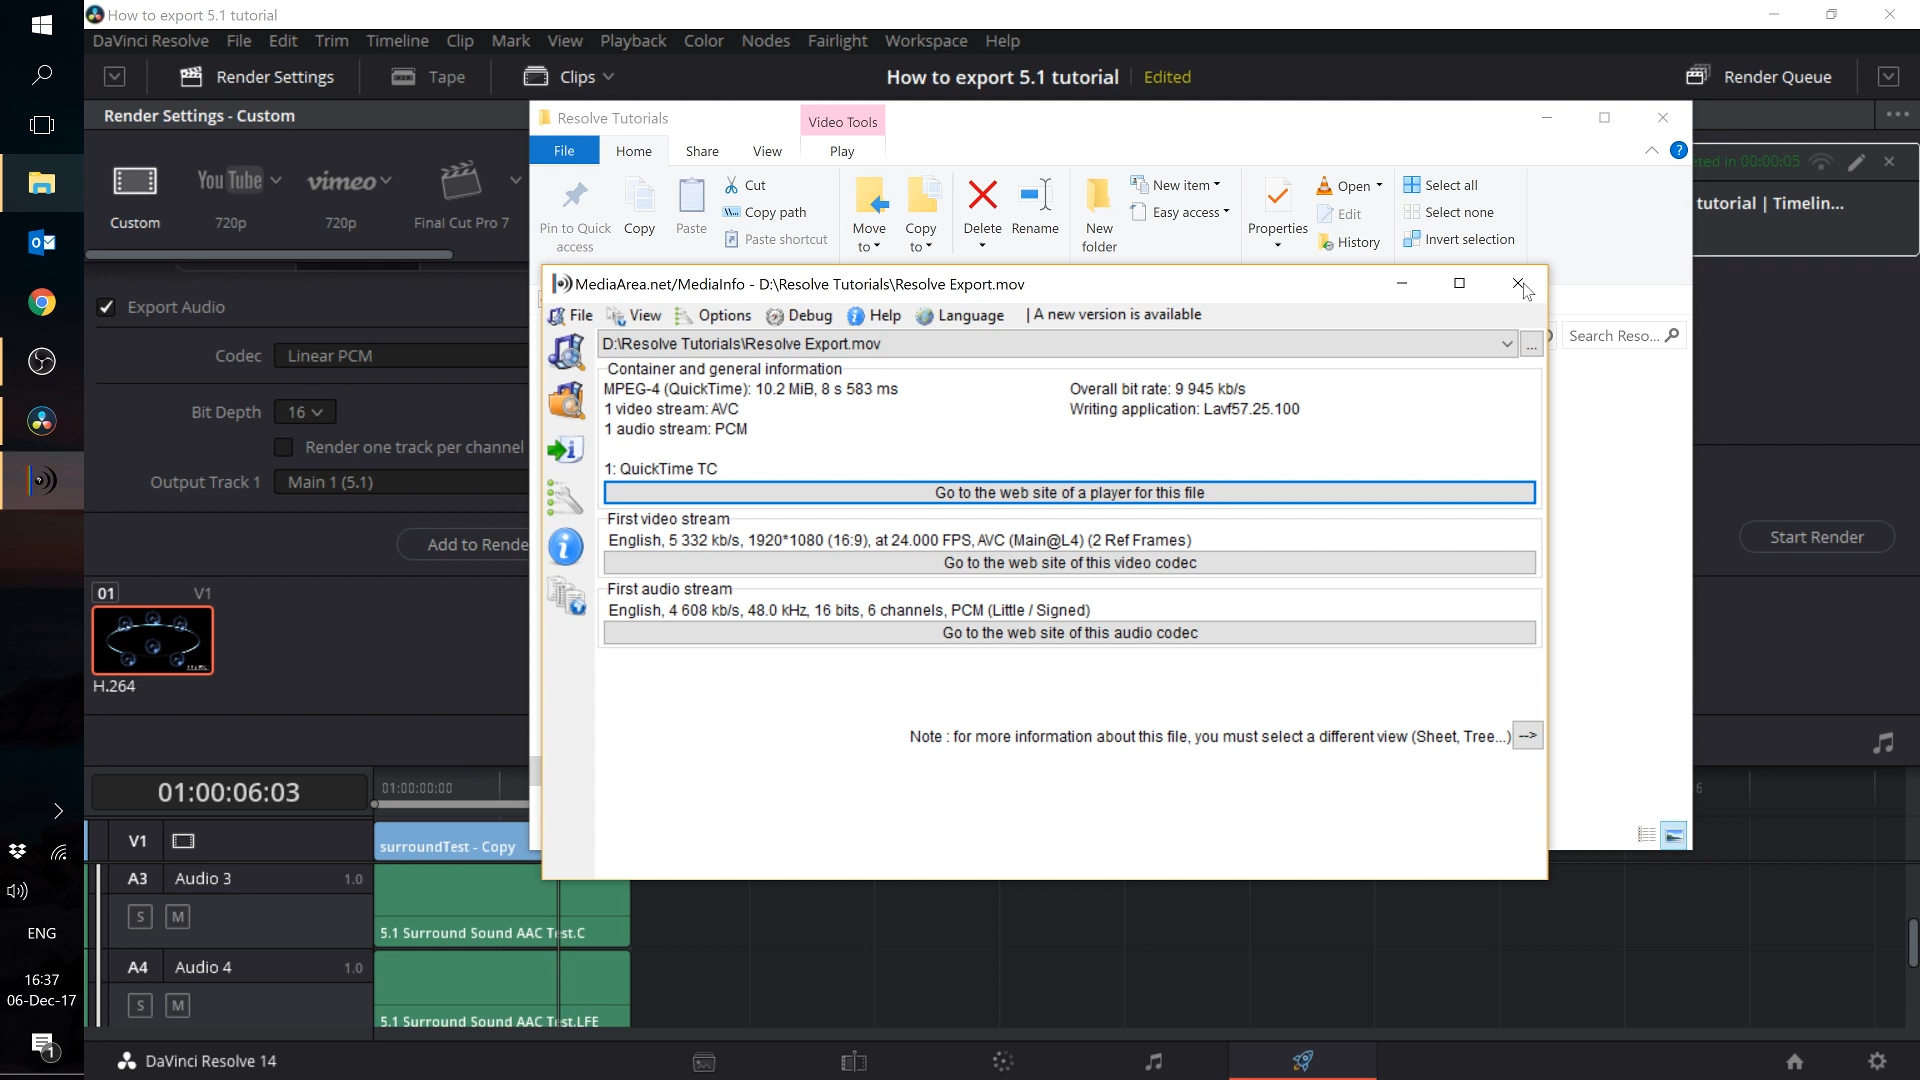 How to export 5.1 tutorial
DaVinci Resolve File Edit Trim Timeline Clip Mark View Playback Color Nodes Fairlight Workspace Help
Render Settings Tape Clips How to export 5.1 tutorial Edited Render Queue
Render Settings - Custom
YouTube vimeo
Custom 720p 720p Final Cut Pro 7
Export Audio
Codec Linear PCM
Bit Depth 16
Render one track per channel
Output Track 1 Main 1 (5.1)
Add to Rende
01 V1
H.264
Resolve Tutorials Video Tools
File Home Share View Play
Pin to Quick access
Copy
Paste
Cut
Copy path
Paste shortcut
Move to
Copy to
Delete
Rename
New folder
New item
Easy access
Properties
Open
Edit
History
Select all
Select none
Invert selection
Search Reso...
ted in 00:00:05
tutorial | Timelin...
Start Render
MediaArea.net/MediaInfo - D:\Resolve Tutorials\Resolve Export.mov
File View Options Debug Help Language | A new version is available
D:\Resolve Tutorials\Resolve Export.mov
...
Container and general information
MPEG-4 (QuickTime): 10.2 MiB, 8 s 583 ms Overall bit rate: 9 945 kb/s
1 video stream: AVC Writing application: Lavf57.25.100
1 audio stream: PCM
1: QuickTime TC
Go to the web site of a player for this file
First video stream
English, 5 332 kb/s, 1920*1080 (16:9), at 24.000 FPS, AVC (Main@L4) (2 Ref Frames)
Go to the web site of this video codec
First audio stream
English, 4 608 kb/s, 48.0 kHz, 16 bits, 6 channels, PCM (Little / Signed)
Go to the web site of this audio codec
Note : for more information about this file, you must select a different view (Sheet, Tree...) -->
01:00:06:03 01:00:00:00
V1 surroundTest - Copy
A3 Audio 3 1.0
S M
5.1 Surround Sound AAC Test.C
A4 Audio 4 1.0
S M
5.1 Surround Sound AAC Test.LFE
DaVinci Resolve 14
ENG
16:37
06-Dec-17
1